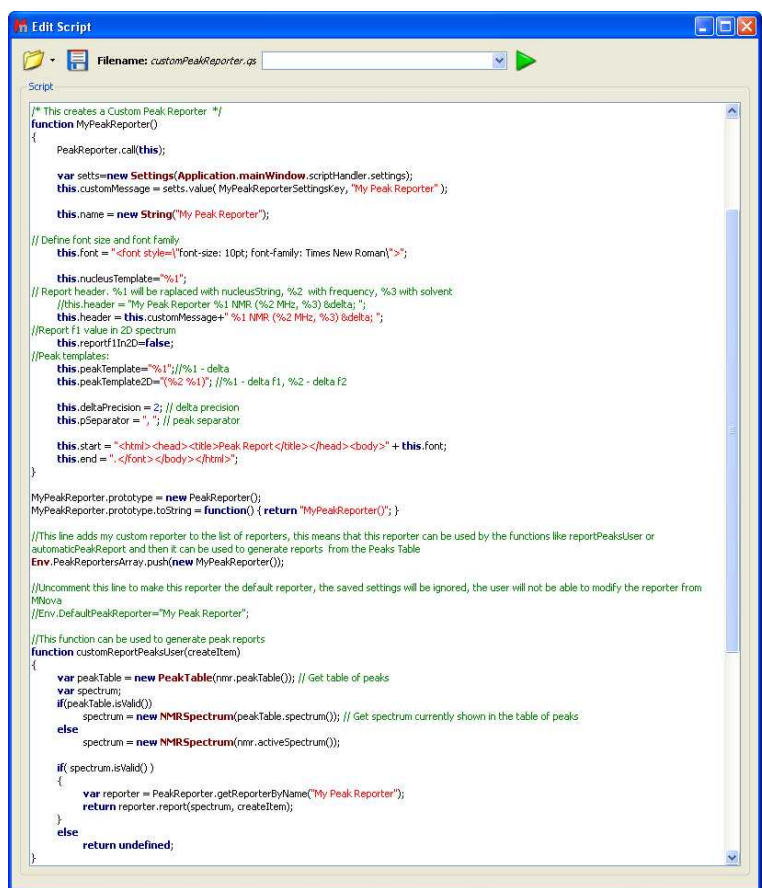 Edit Script
Filename: customPeakReporter.qs
Script
/* This creates a Custom Peak Reporter */
function MyPeakReporter()
{
PeakReporter.call(this);
var setts=new Settings(Application.mainWindow.scriptHandler.settings);
this.customMessage = setts.value( MyPeakReporterSettingsKey, "My Peak Reporter" );
this.name = new String("My Peak Reporter");
// Define font size and font family
this.font = "<font style=\"font-size: 10pt; font-family: Times New Roman\">";
this.nucleusTemplate="%1";
// Report header. %1 will be raplaced with nucleusString, %2 with frequency, %3 with solvent
//this.header = "My Peak Reporter %1 NMR (%2 MHz, %3) &delta; ";
this.header = this.customMessage+" %1 NMR (%2 MHz, %3) &delta; ";
//Report f1 value in 2D spectrum
this.reportf1In2D=false;
//Peak templates:
this.peakTemplate="%1";//%1 - delta
this.peakTemplate2D="(%2 %1)"; //%1 - delta f1, %2 - delta f2
this.deltaPrecision = 2; // delta precision
this.pSeparator = ", "; // peak separator
this.start = "<html><head><title>Peak Report</title></head><body>" + this.font;
this.end = ".</font></body></html>";
}
MyPeakReporter.prototype = new PeakReporter();
MyPeakReporter.prototype.toString = function() { return "MyPeakReporter()"; }
//This line adds my custom reporter to the list of reporters, this means that this reporter can be used by the functions like reportPeaksUser or
automaticPeakReport and then it can be used to generate reports from the Peaks Table
Env.PeakReportersArray.push(new MyPeakReporter());
//Uncomment this line to make this reporter the default reporter, the saved settings will be ignored, the user will not be able to modify the reporter from
MNova
//Env.DefaultPeakReporter="My Peak Reporter";
//This function can be used to generate peak reports
function customReportPeaksUser(createItem)
{
var peakTable = new PeakTable(nmr.peakTable()); // Get table of peaks
var spectrum;
if(peakTable.isValid())
spectrum = new NMRSpectrum(peakTable.spectrum()); // Get spectrum currently shown in the table of peaks
else
spectrum = new NMRSpectrum(nmr.activeSpectrum());
if( spectrum.isValid() )
{
var reporter = PeakReporter.getReporterByName("My Peak Reporter");
return reporter.report(spectrum, createItem);
}
else
return undefined;
}